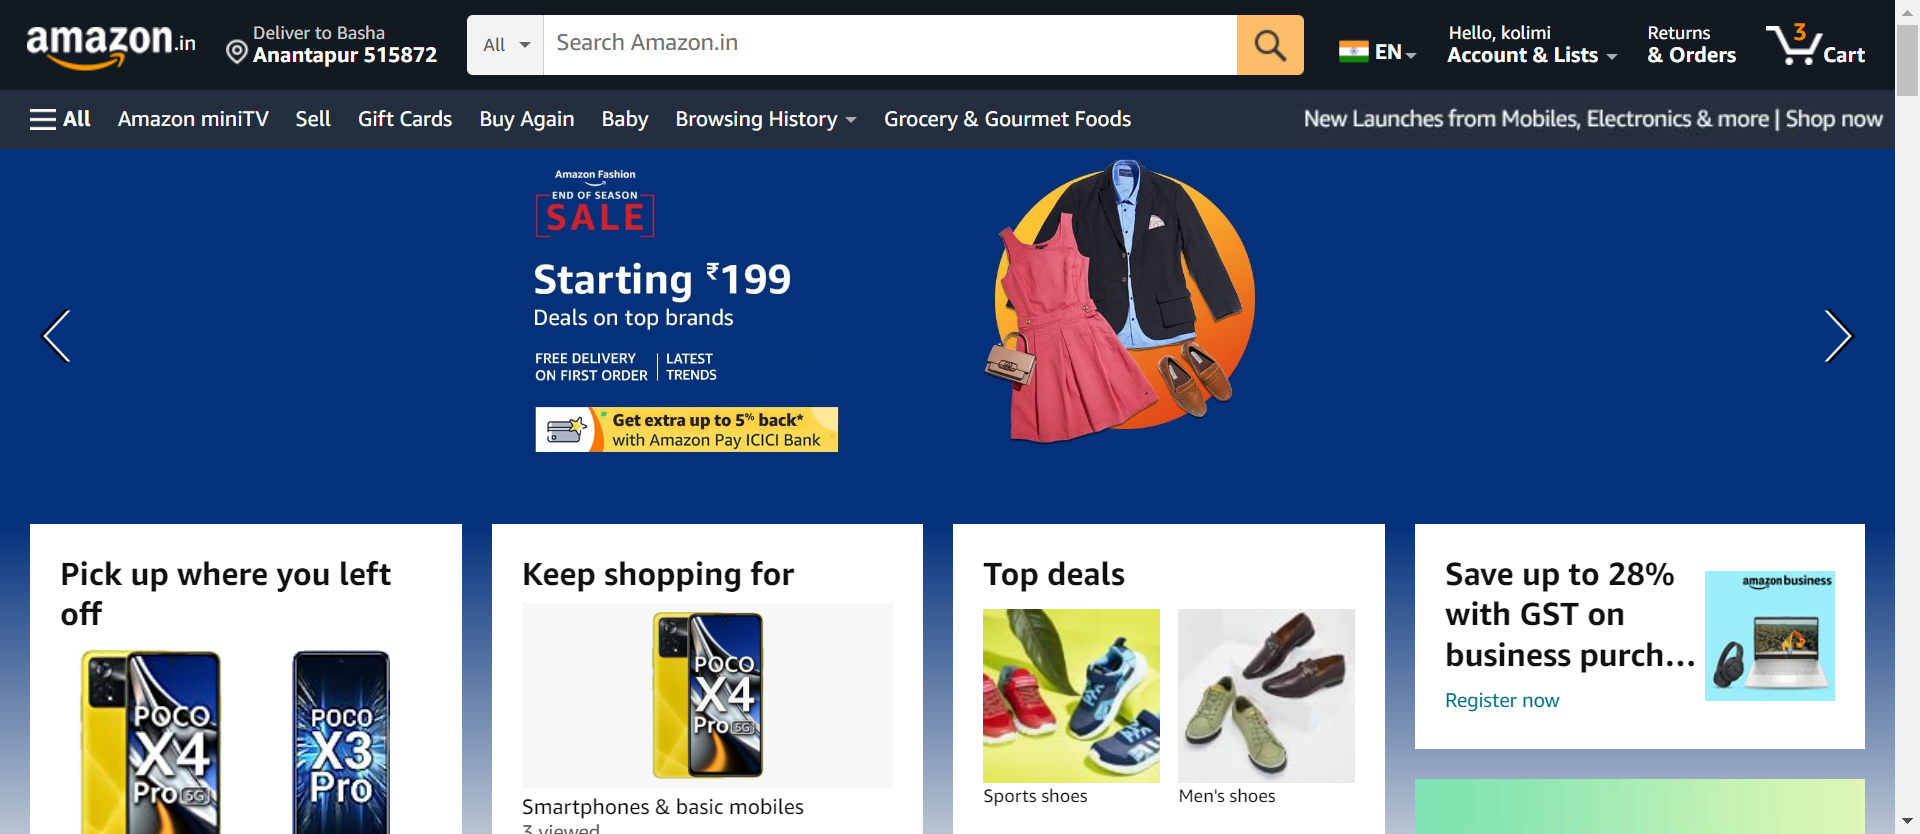 amazon.in
Deliver to Basha
Anantapur 515872
All
Search Amazon.in
EN
Hello, kolimi
Account & Lists
Returns
& Orders
3
Cart
All
Amazon miniTV
Sell
Gift Cards
Buy Again
Baby
Browsing History
Grocery & Gourmet Foods
New Launches from Mobiles, Electronics & more | Shop now
Amazon Fashion
END OF SEASON
SALE
Starting ₹199
Deals on top brands
FREE DELIVERY
ON FIRST ORDER
LATEST
TRENDS
Get extra up to 5% back*
with Amazon Pay ICICI Bank
Pick up where you left
off
POCO
X4
Pro 5G
POCO
X3
Pro
Keep shopping for
POCO
X4
Pro 5G
Smartphones & basic mobiles
3 viewed
Top deals
Sports shoes
Men's shoes
Save up to 28%
with GST on
business purch...
Register now
amazon business